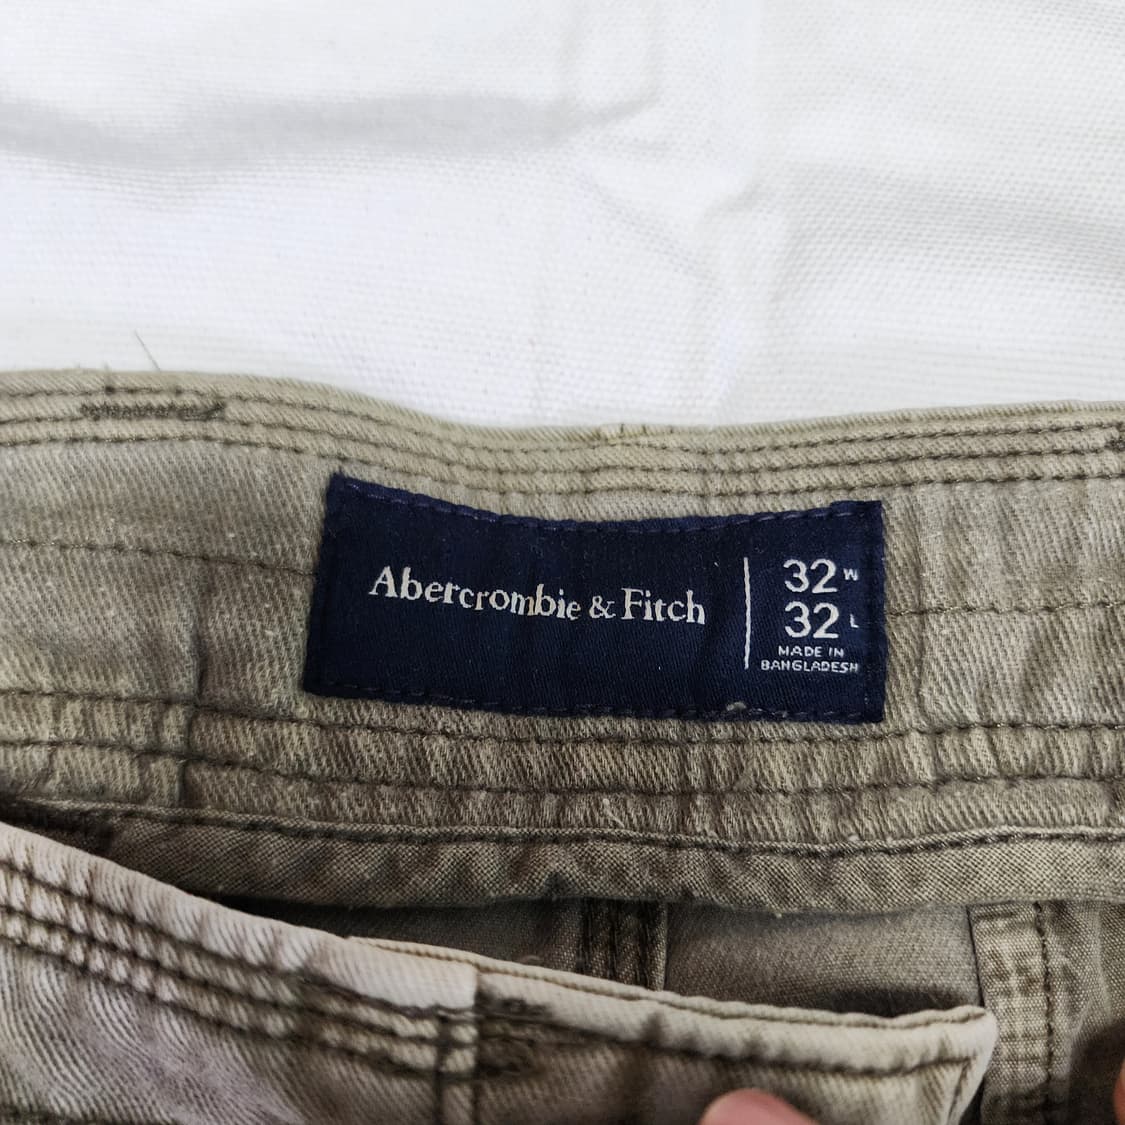 Abercrombie & Fitch
32 W
32 L
MADE IN
BANGLADESH